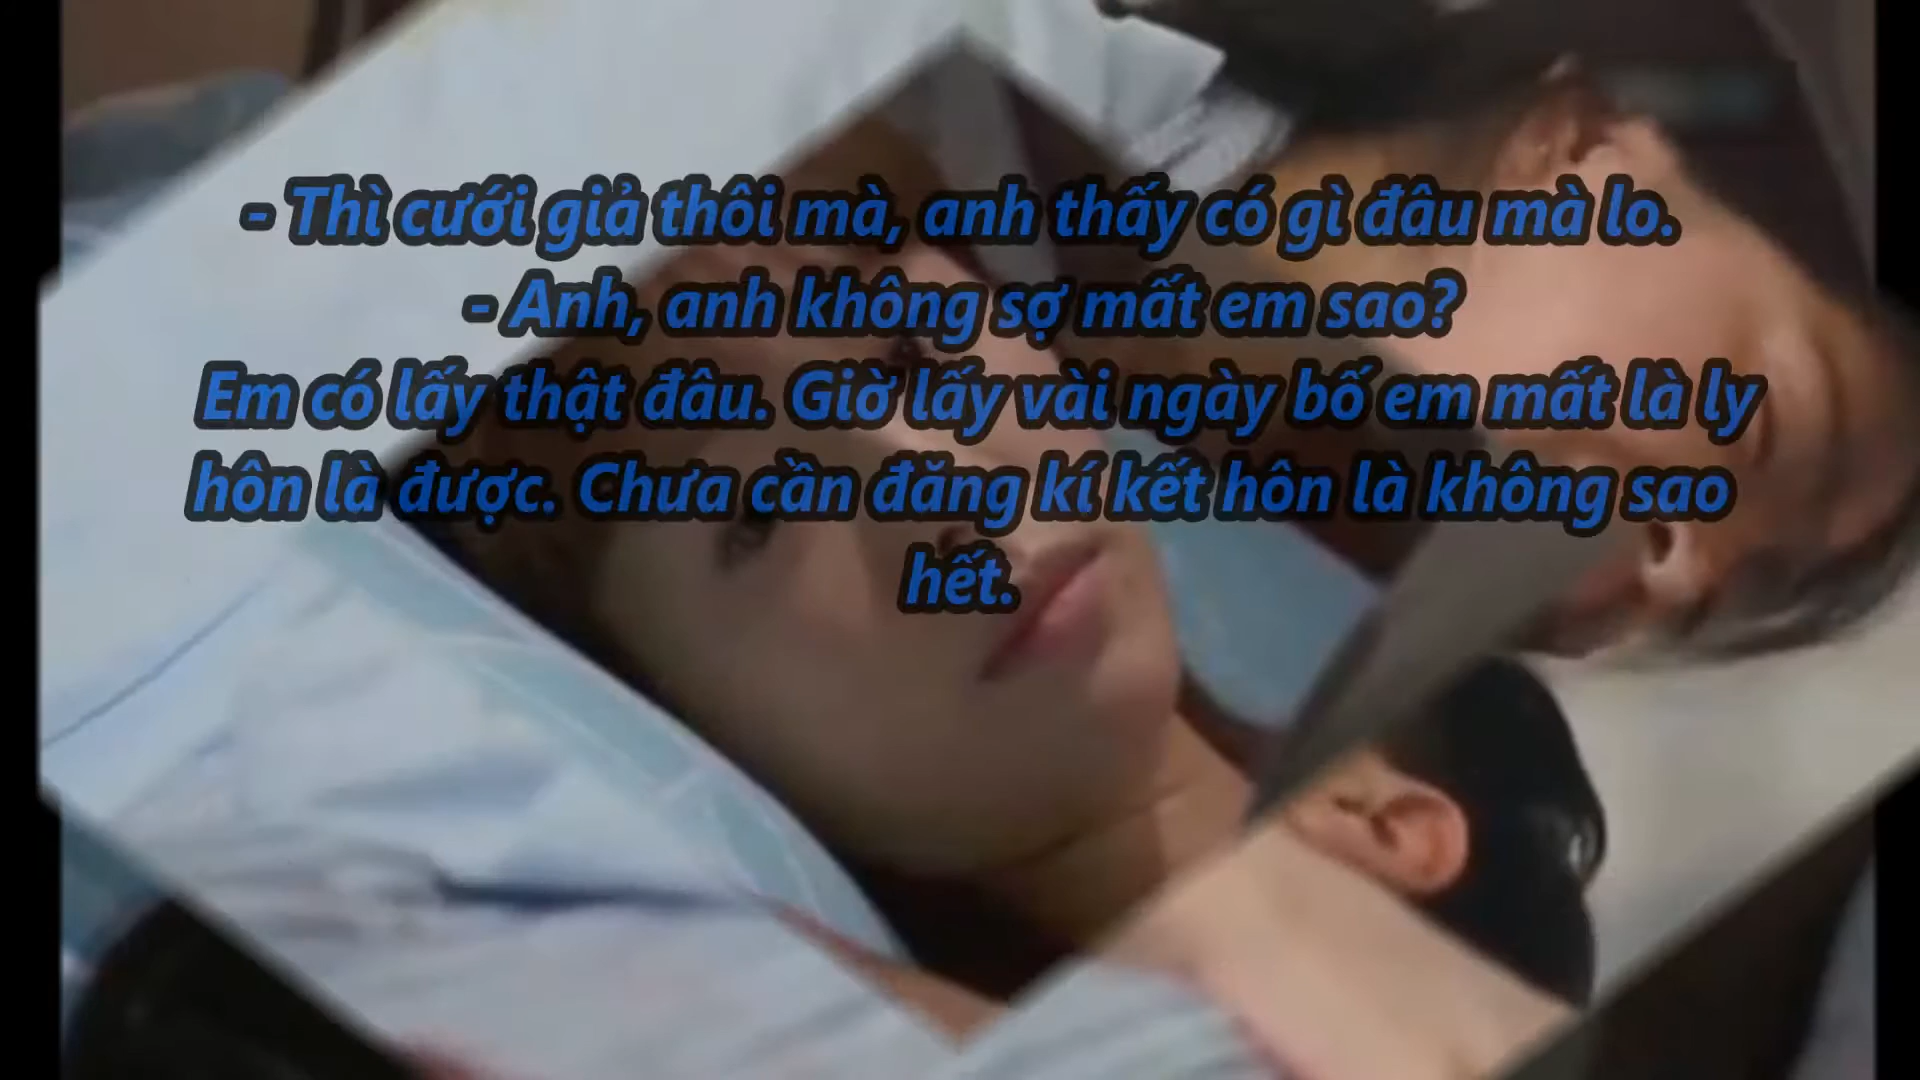 - Thì cưới giả thôi mà, anh thấy có gì đâu mà lo.
- Anh, anh không sợ mất em sao?
Em có lấy thật đâu. Giờ lấy vài ngày bố em mất là ly
hôn là được. Chưa cần đăng kí kết hôn là không sao
hết.